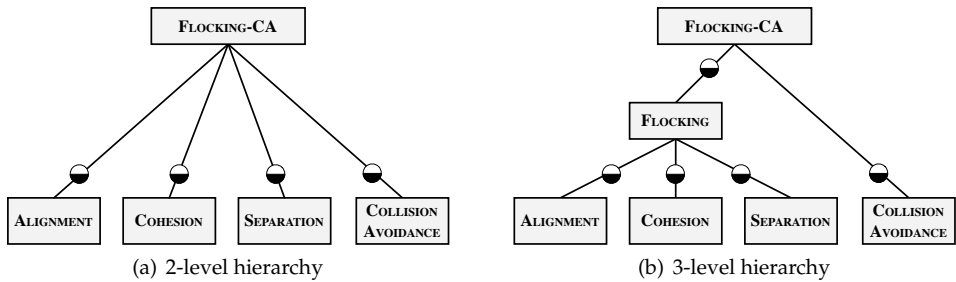 FLOCKING-CA
ALIGNMENT
COHESION
SEPARATION
COLLISION
AVOIDANCE
(a) 2-level hierarchy
FLOCKING-CA
FLOCKING
ALIGNMENT
COHESION
SEPARATION
COLLISION
AVOIDANCE
(b) 3-level hierarchy